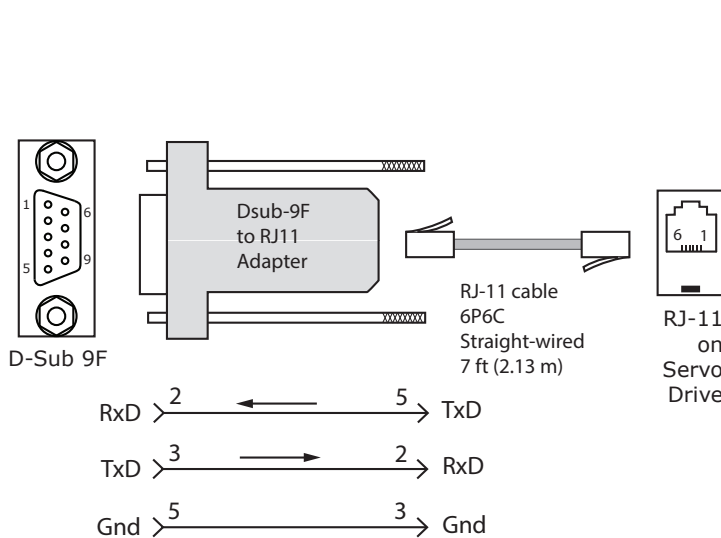 1
6
5
9
D-Sub 9F
Dsub-9F
to RJ11
Adapter
RJ-11 cable
6P6C
Straight-wired
7 ft (2.13 m)
6 1
RJ-11
on
Servo
Drive
RxD 2 5 TxD
TxD 3 2 RxD
Gnd 5 3 Gnd